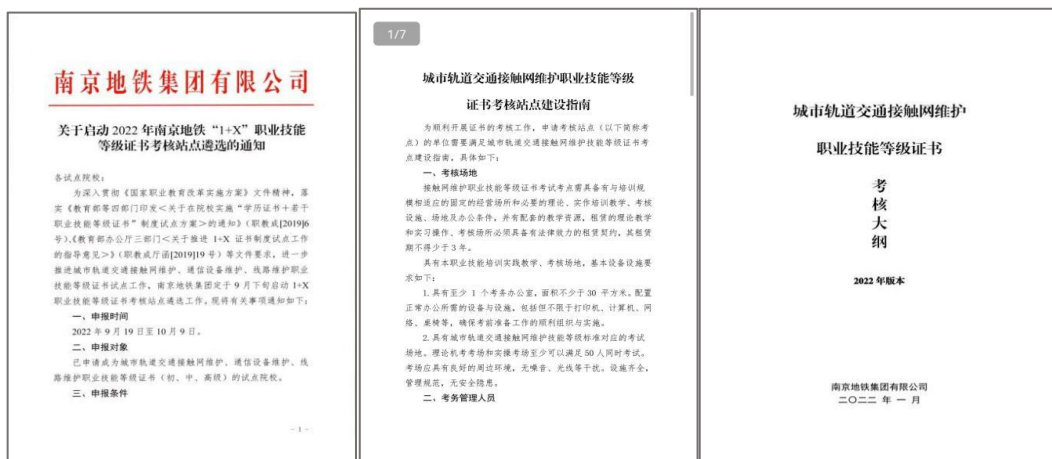 南京地铁集团有限公司
关于启动 2022 年南京地铁“1+X”职业技能
等级证书考核站点遴选的通知
各试点院校：
为深入贯彻《国家职业教育改革实施方案》文件精神，落
实《教育部等四部门印发<关于在院校实施“学历证书＋若干
职业技能等级证书”制度试点方案>的通知》（职教成[2019]6
号）、《教育部办公厅三部门<关于推进 1+X 证书制度试点工作
的指导意见>》（职教成厅函[2019]19 号）等文件要求，进一步
推进城市轨道交通接触网维护、通信设备维护、线路维护职业
技能等级证书试点工作，南京地铁集团定于 9 月下旬启动 1+X
职业技能等级证书考核站点遴选工作。现将有关事项通知如下：
一、申报时间
2022 年 9 月 19 日至 10 月 9 日。
二、申报对象
已申请成为城市轨道交通接触网维护、通信设备维护、线
路维护职业技能等级证书（初、中、高级）的试点院校。
三、申报条件
- 1 -
1/7
城市轨道交通接触网维护职业技能等级
证书考核站点建设指南
为顺利开展证书的考核工作，申请考核站点（以下简称考
点）的单位需要满足城市轨道交通接触网维护技能等级证书考
点建设指南，具体如下：
一、考核场地
接触网维护职业技能等级证书考试考点需具备有与培训规
模相适应的固定的经营场所和必要的理论、实作培训教学、考核
设施、场地及办公条件，并有配套的教学资源，租赁的理论教学
和实习操作、考核场所必须具备有法律效力的租赁契约，其租赁
期不得少于 3 年。
具有本职业技能培训实践教学、考核场地，基本设备设施要
求如下：
1.具有至少 1 个考务办公室，面积不少于 30 平方米，配置
正常办公所需的设备与设施，包括但不限于打印机、计算机、网
络、桌椅等，确保考前准备工作的顺利组织与实施。
2.具有城市轨道交通接触网维护技能等级标准对应的考试
场地。理论机考考场和实操考场至少可以满足 50 人同时考试。
考场应具有良好的周边环境，无噪音、光线等干扰。设施齐全，
管理规范，无安全隐患。
二、考务管理人员
城市轨道交通接触网维护
职业技能等级证书
考
核
大
纲
2022 年版本
南京地铁集团有限公司
二〇二二 年 一 月